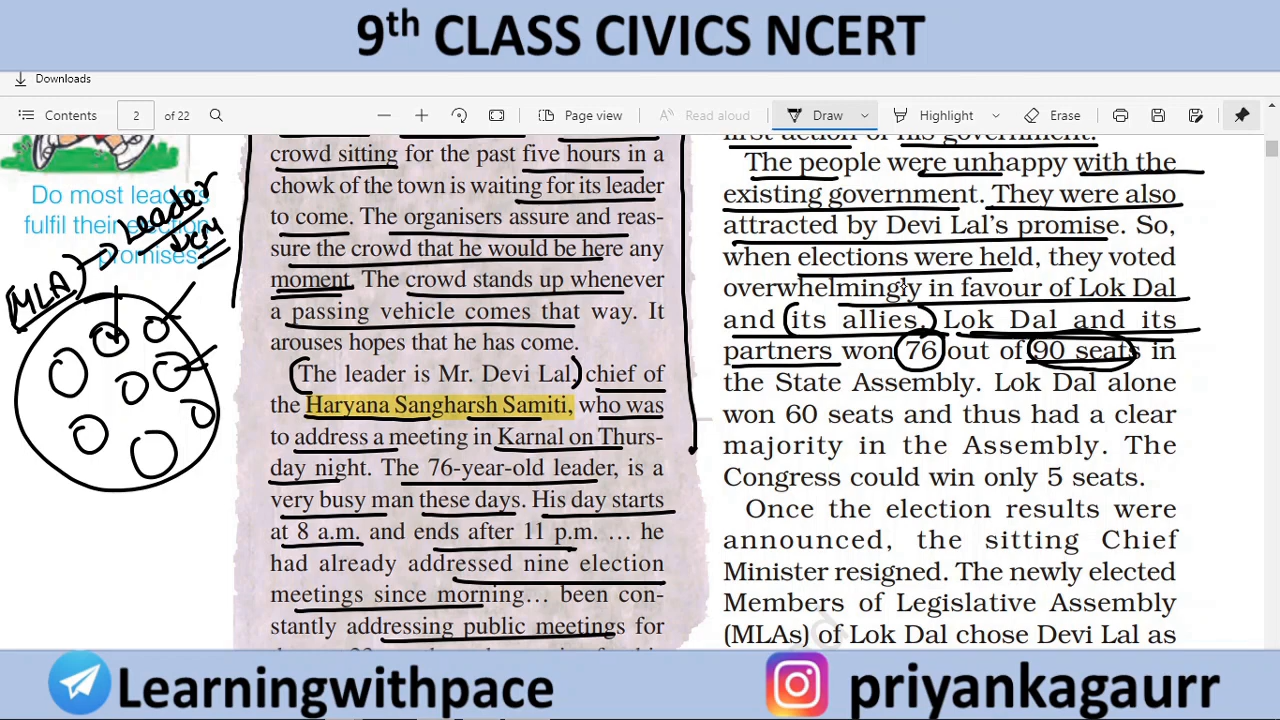 9th CLASS CIVICS NCERT
Downloads
Contents
2
of 22
Page view
Read aloud
Draw
Highlight
Erase
Do most leaders
fulfil their election
promises?
Leader
CM
(MLA)
crowd sitting for the past five hours in a
chowk of the town is waiting for its leader
to come. The organisers assure and reas-
sure the crowd that he would be here any
moment. The crowd stands up whenever
a passing vehicle comes that way. It
arouses hopes that he has come.
The leader is Mr. Devi Lal, chief of
the Haryana Sangharsh Samiti, who was
to address a meeting in Karnal on Thurs-
day night. The 76-year-old leader, is a
very busy man these days. His day starts
at 8 a.m. and ends after 11 p.m. … he
had already addressed nine election
meetings since morning… been con-
stantly addressing public meetings for
first action of his government.
The people were unhappy with the
existing government. They were also
attracted by Devi Lal's promise. So,
when elections were held, they voted
overwhelmingly in favour of Lok Dal
and its allies. Lok Dal and its
partners won 76 out of 90 seats in
the State Assembly. Lok Dal alone
won 60 seats and thus had a clear
majority in the Assembly. The
Congress could win only 5 seats.
Once the election results were
announced, the sitting Chief
Minister resigned. The newly elected
Members of Legislative Assembly
(MLAs) of Lok Dal chose Devi Lal as
Learningwithpace
priyankagaurr